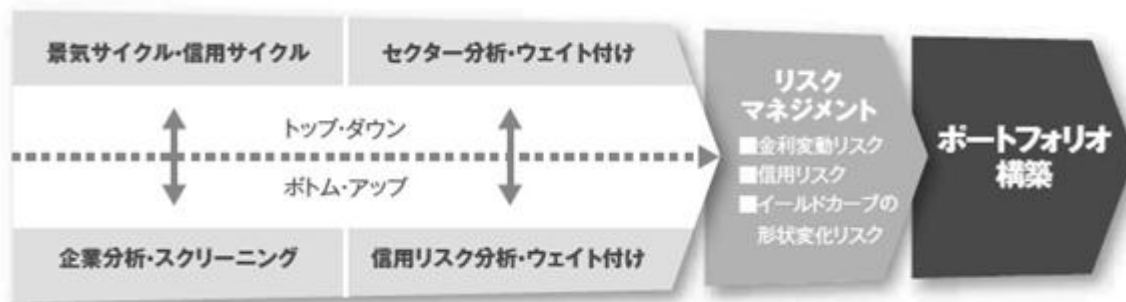 景気サイクル・信用サイクル
セクター分析・ウェイト付け
トップ・ダウン
ボトム・アップ
企業分析・スクリーニング
信用リスク分析・ウェイト付け
リスク
マネジメント
■金利変動リスク
■信用リスク
■イールドカーブの
形状変化リスク
ポートフォリオ
構築